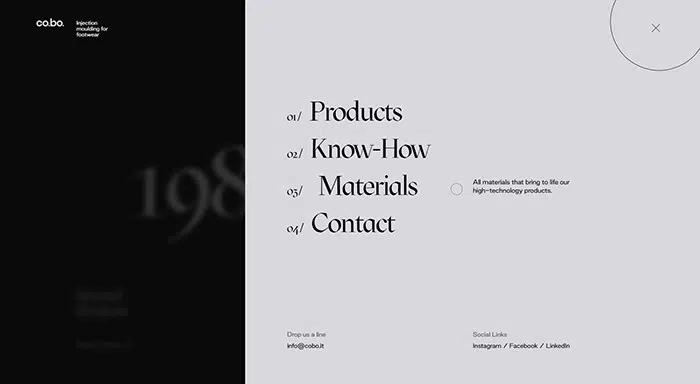 co.bo.
Injection
moulding for
footwear
198
01/ Products
02/ Know-How
03/ Materials
All materials that bring to life our
high-technology products.
04/ Contact
Drop us a line
info@cobo.it
Social Links
Instagram / Facebook / LinkedIn